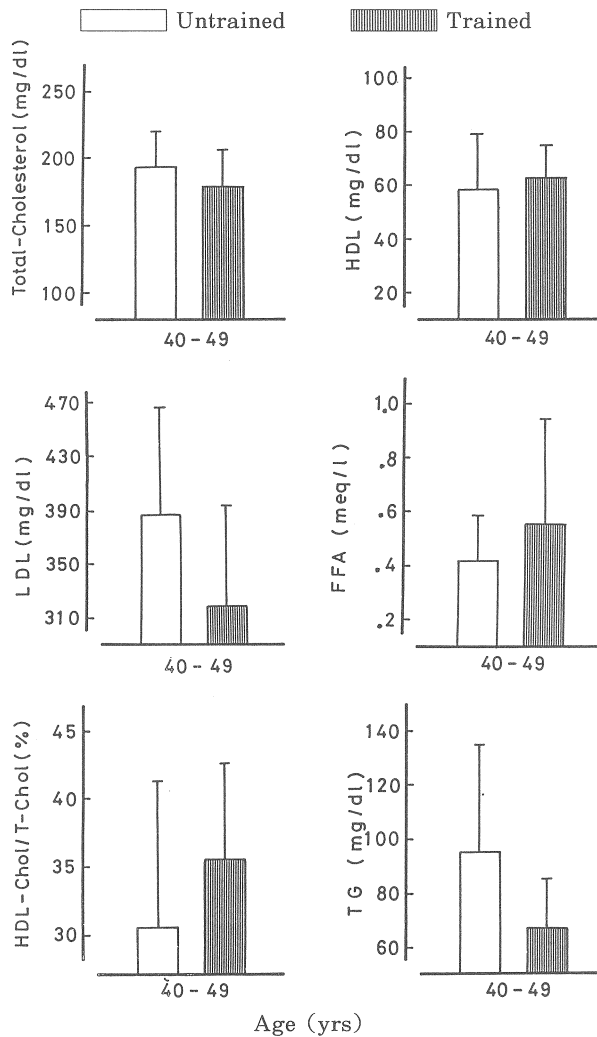 Untrained
Trained
Total-Cholesterol (mg/dl)
250
200
150
100
40 - 49
HDL (mg/dl)
100
80
60
40
20
40 - 49
LDL (mg/dl)
470
430
390
350
310
40 - 49
FFA (meq/l)
1.0
.8
.6
.4
.2
40 - 49
HDL-Chol/T-Chol (%)
45
40
35
30
40 - 49
TG (mg/dl)
140
120
100
80
60
40 - 49
Age (yrs)